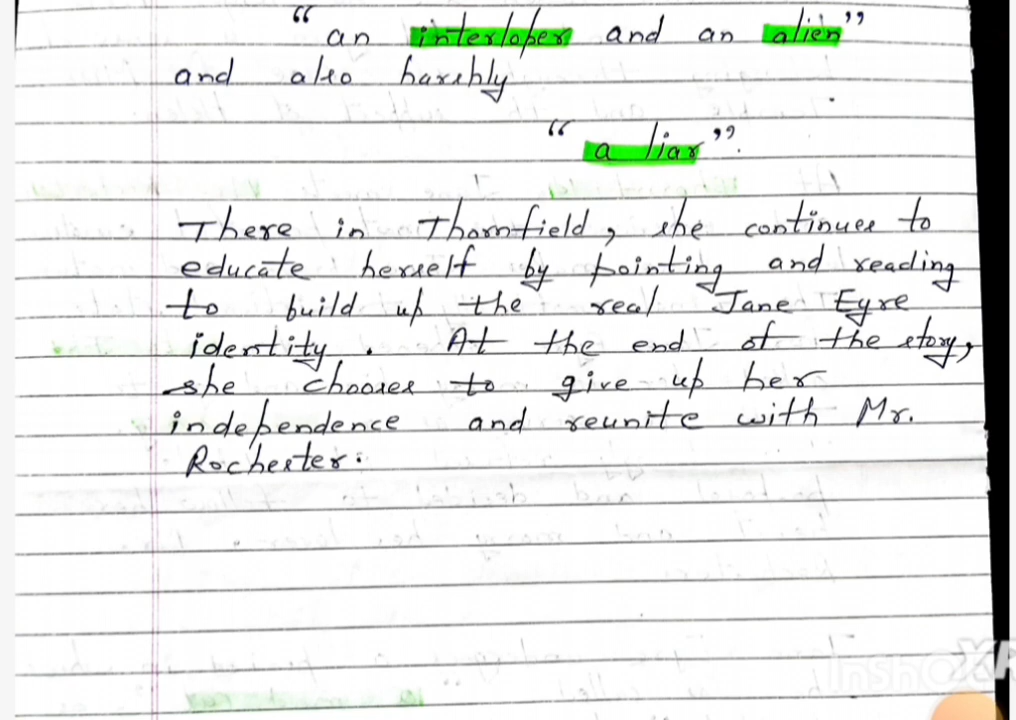 “an interloper and an alien”
and also harshly
“a liar”.
There in Thornfield, she continues to
educate herself by pointing and reading
to build up the real Jane Eyre
identity. At the end of the story,
she chooses to give up her
independence and reunite with Mr.
Rochester.